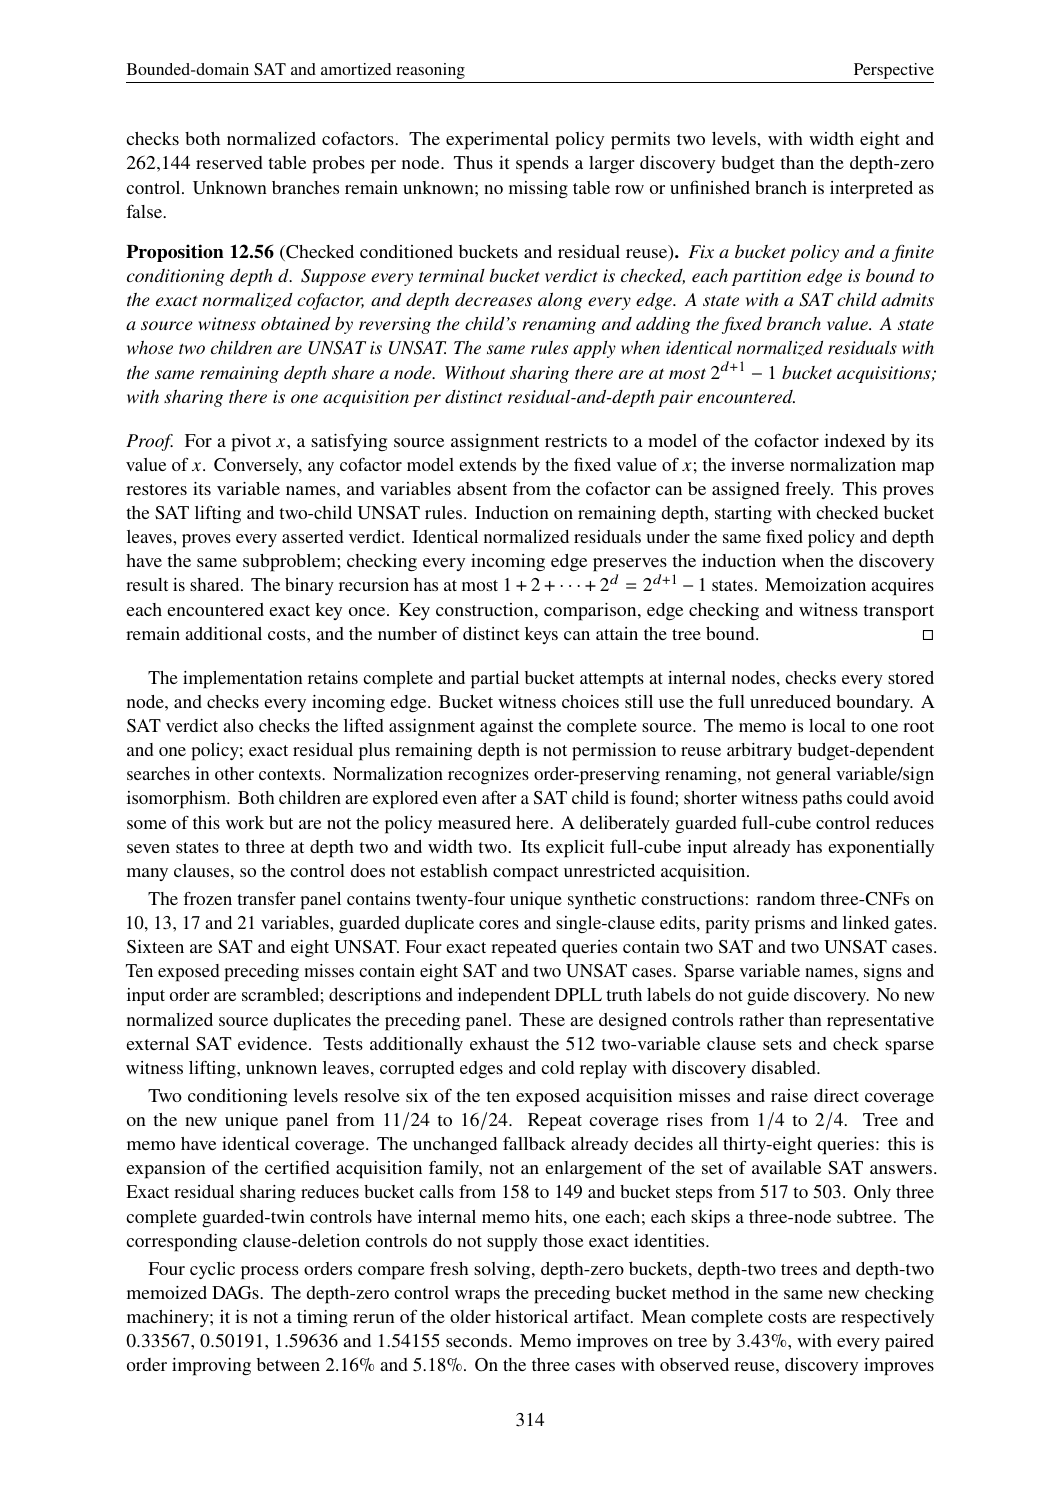 Bounded-domain SAT and amortized reasoning Perspective
checks both normalized cofactors. The experimental policy permits two levels, with width eight and
262,144 reserved table probes per node. Thus it spends a larger discovery budget than the depth-zero
control. Unknown branches remain unknown; no missing table row or unfinished branch is interpreted as
false.
Proposition 12.56 (Checked conditioned buckets and residual reuse). Fix a bucket policy and a finite
conditioning depth d. Suppose every terminal bucket verdict is checked, each partition edge is bound to
the exact normalized cofactor, and depth decreases along every edge. A state with a SAT child admits
a source witness obtained by reversing the child's renaming and adding the fixed branch value. A state
whose two children are UNSAT is UNSAT. The same rules apply when identical normalized residuals with
the same remaining depth share a node. Without sharing there are at most 2^{d+1} − 1 bucket acquisitions;
with sharing there is one acquisition per distinct residual-and-depth pair encountered.
Proof. For a pivot x, a satisfying source assignment restricts to a model of the cofactor indexed by its
value of x. Conversely, any cofactor model extends by the fixed value of x; the inverse normalization map
restores its variable names, and variables absent from the cofactor can be assigned freely. This proves
the SAT lifting and two-child UNSAT rules. Induction on remaining depth, starting with checked bucket
leaves, proves every asserted verdict. Identical normalized residuals under the same fixed policy and depth
have the same subproblem; checking every incoming edge preserves the induction when the discovery
result is shared. The binary recursion has at most 1 + 2 + · · · + 2^d = 2^{d+1} − 1 states. Memoization acquires
each encountered exact key once. Key construction, comparison, edge checking and witness transport
remain additional costs, and the number of distinct keys can attain the tree bound. □
The implementation retains complete and partial bucket attempts at internal nodes, checks every stored
node, and checks every incoming edge. Bucket witness choices still use the full unreduced boundary. A
SAT verdict also checks the lifted assignment against the complete source. The memo is local to one root
and one policy; exact residual plus remaining depth is not permission to reuse arbitrary budget-dependent
searches in other contexts. Normalization recognizes order-preserving renaming, not general variable/sign
isomorphism. Both children are explored even after a SAT child is found; shorter witness paths could avoid
some of this work but are not the policy measured here. A deliberately guarded full-cube control reduces
seven states to three at depth two and width two. Its explicit full-cube input already has exponentially
many clauses, so the control does not establish compact unrestricted acquisition.
The frozen transfer panel contains twenty-four unique synthetic constructions: random three-CNFs on
10, 13, 17 and 21 variables, guarded duplicate cores and single-clause edits, parity prisms and linked gates.
Sixteen are SAT and eight UNSAT. Four exact repeated queries contain two SAT and two UNSAT cases.
Ten exposed preceding misses contain eight SAT and two UNSAT cases. Sparse variable names, signs and
input order are scrambled; descriptions and independent DPLL truth labels do not guide discovery. No new
normalized source duplicates the preceding panel. These are designed controls rather than representative
external SAT evidence. Tests additionally exhaust the 512 two-variable clause sets and check sparse
witness lifting, unknown leaves, corrupted edges and cold replay with discovery disabled.
Two conditioning levels resolve six of the ten exposed acquisition misses and raise direct coverage
on the new unique panel from 11/24 to 16/24. Repeat coverage rises from 1/4 to 2/4. Tree and
memo have identical coverage. The unchanged fallback already decides all thirty-eight queries: this is
expansion of the certified acquisition family, not an enlargement of the set of available SAT answers.
Exact residual sharing reduces bucket calls from 158 to 149 and bucket steps from 517 to 503. Only three
complete guarded-twin controls have internal memo hits, one each; each skips a three-node subtree. The
corresponding clause-deletion controls do not supply those exact identities.
Four cyclic process orders compare fresh solving, depth-zero buckets, depth-two trees and depth-two
memoized DAGs. The depth-zero control wraps the preceding bucket method in the same new checking
machinery; it is not a timing rerun of the older historical artifact. Mean complete costs are respectively
0.33567, 0.50191, 1.59636 and 1.54155 seconds. Memo improves on tree by 3.43%, with every paired
order improving between 2.16% and 5.18%. On the three cases with observed reuse, discovery improves
314